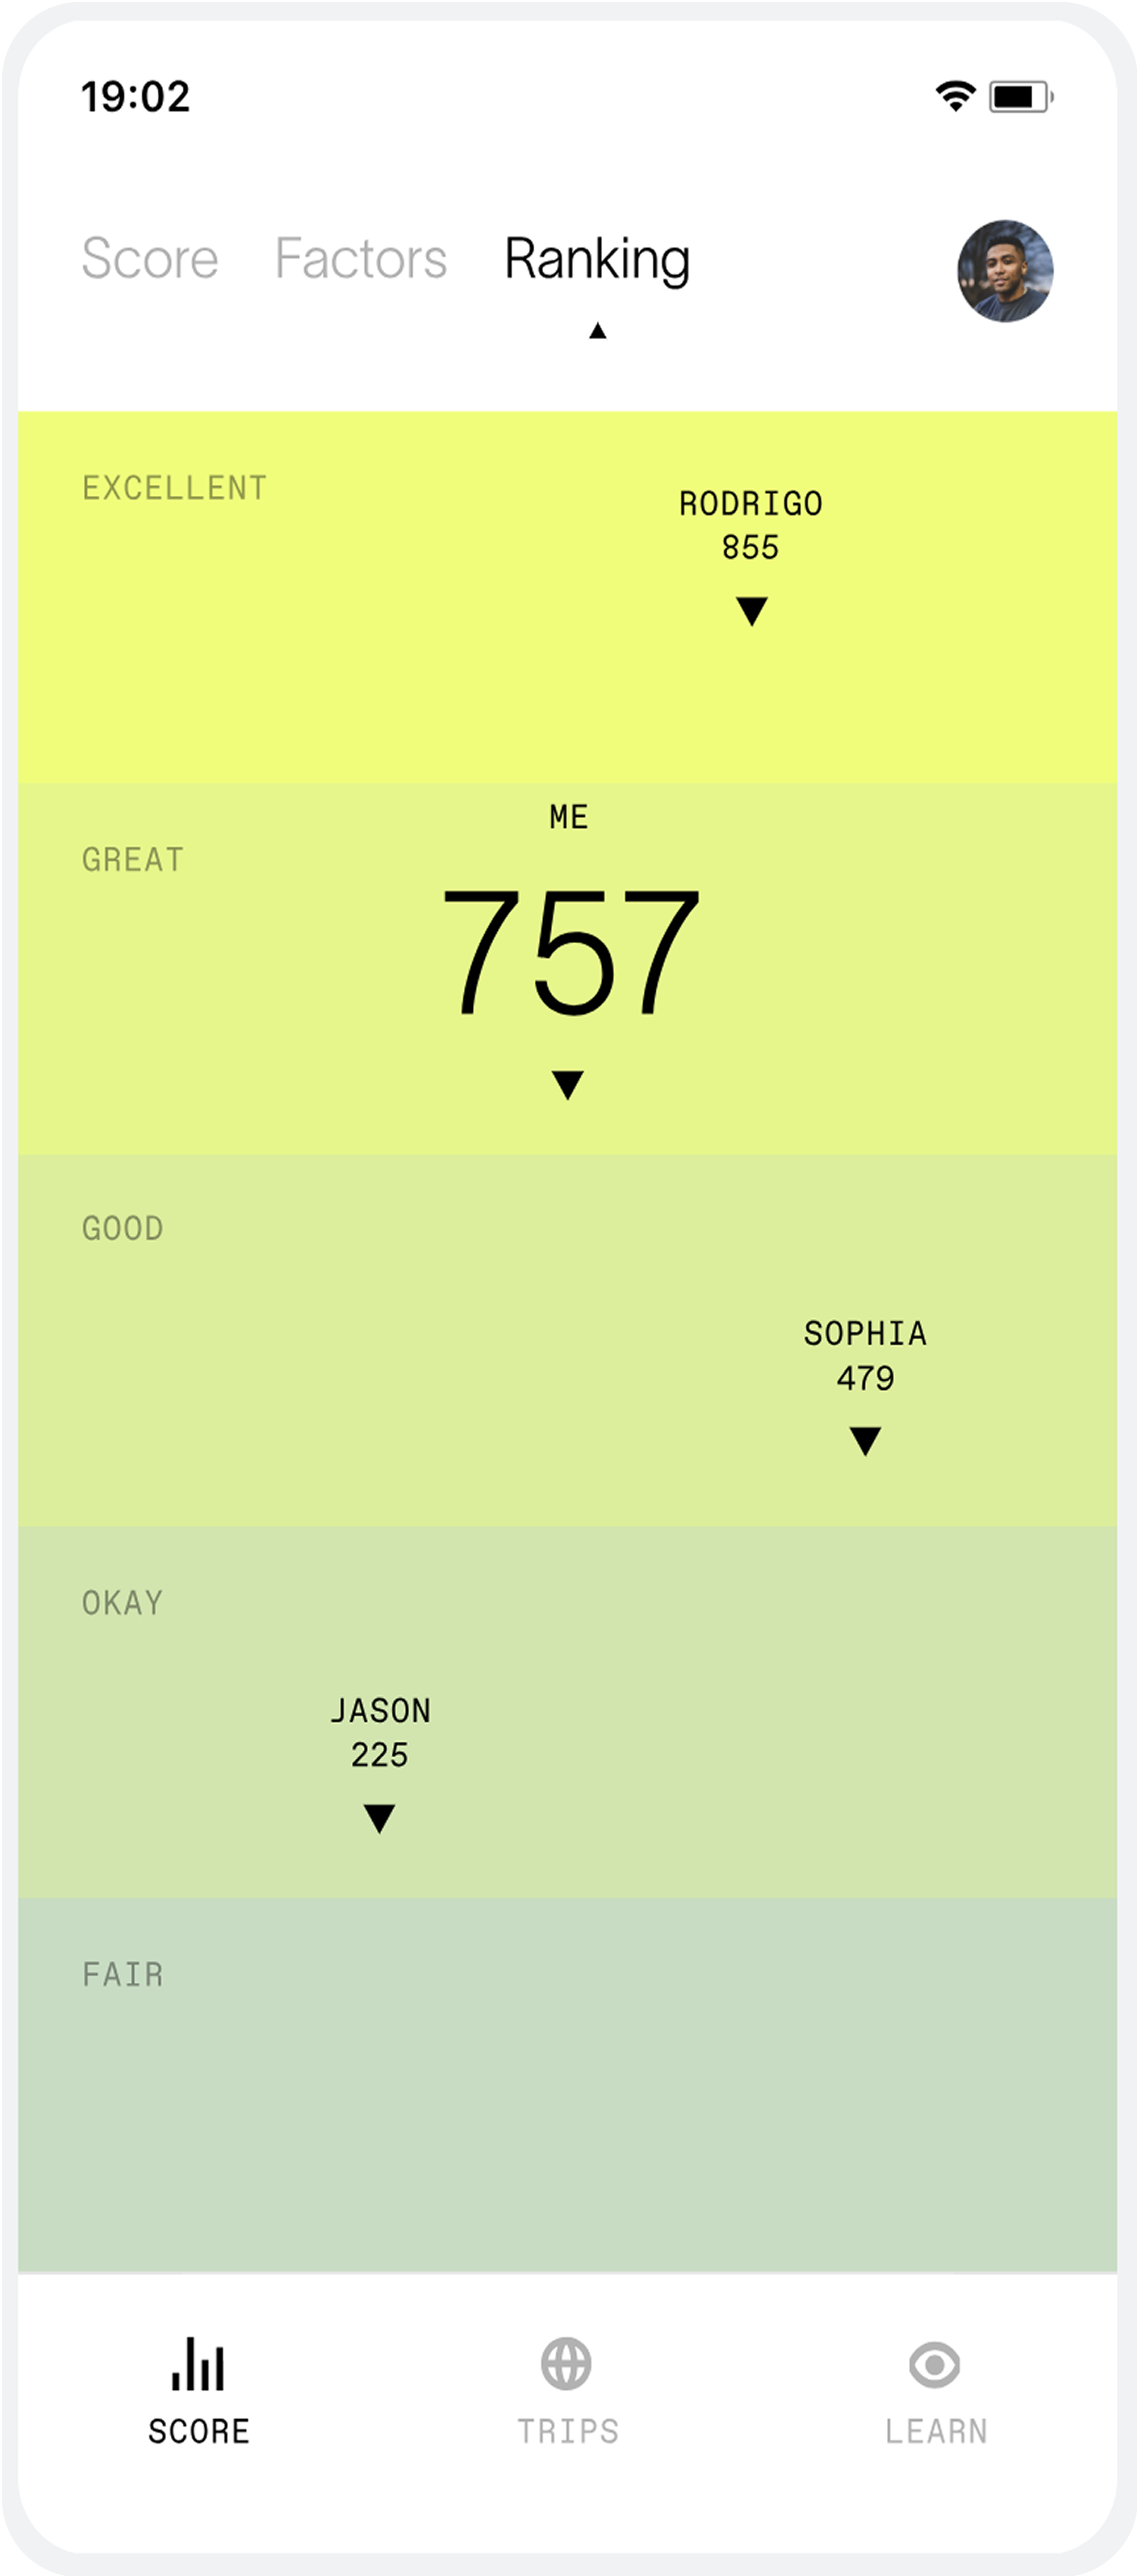 19:02
Score Factors Ranking
EXCELLENT
RODRIGO
855
ME
GREAT
757
GOOD
SOPHIA
479
OKAY
JASON
225
FAIR
SCORE TRIPS LEARN